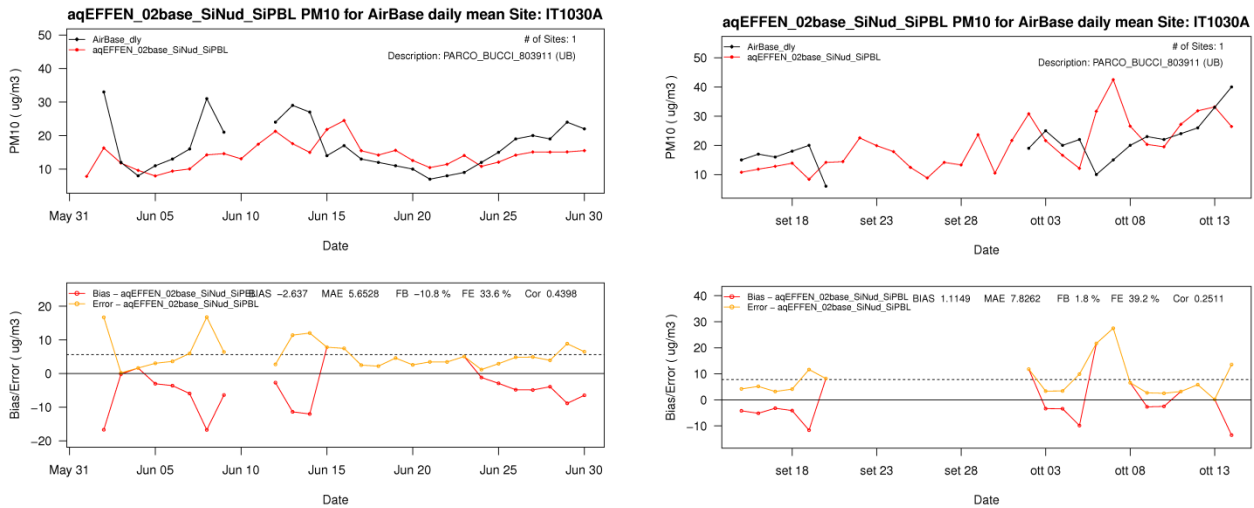 aqEFFEN_02base_SiNud_SiPBL PM10 for AirBase daily mean Site: IT1030A
AirBase_dly
aqEFFEN_02base_SiNud_SiPBL
# of Sites: 1
Description: PARCO_BUCCI_803911 (UB)
PM10 ( ug/m3 )
50
40
30
20
10
May 31
Jun 05
Jun 10
Jun 15
Jun 20
Jun 25
Jun 30
Date
Bias − aqEFFEN_02base_SiNud_SiPBL
Error − aqEFFEN_02base_SiNud_SiPBL
BIAS −2.637 MAE 5.6528 FB −10.8 % FE 33.6 % Cor 0.4398
Bias/Error ( ug/m3 )
20
10
0
−10
−20
May 31
Jun 05
Jun 10
Jun 15
Jun 20
Jun 25
Jun 30
Date
aqEFFEN_02base_SiNud_SiPBL PM10 for AirBase daily mean Site: IT1030A
AirBase_dly
aqEFFEN_02base_SiNud_SiPBL
# of Sites: 1
Description: PARCO_BUCCI_803911 (UB)
PM10 ( ug/m3 )
50
40
30
20
10
set 18
set 23
set 28
ott 03
ott 08
ott 13
Date
Bias − aqEFFEN_02base_SiNud_SiPBL
Error − aqEFFEN_02base_SiNud_SiPBL
BIAS 1.1149 MAE 7.8262 FB 1.8 % FE 39.2 % Cor 0.2511
Bias/Error ( ug/m3 )
40
30
20
10
0
−10
set 18
set 23
set 28
ott 03
ott 08
ott 13
Date